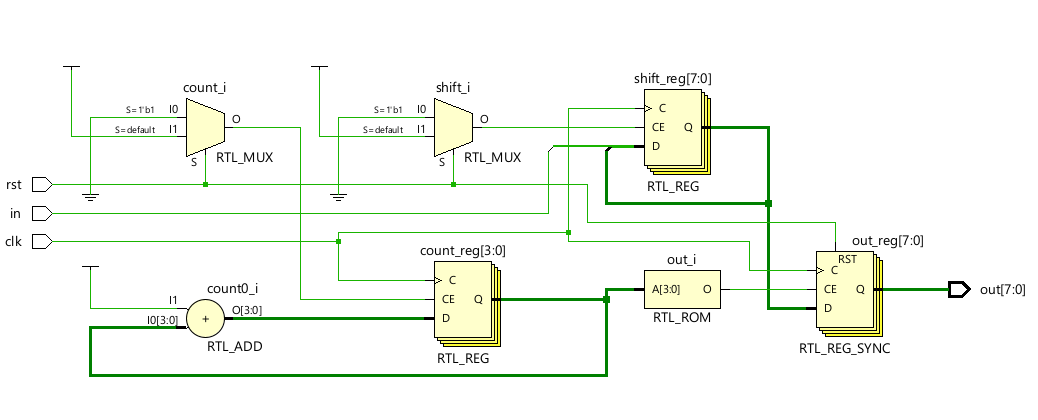 shift_reg[7:0]
count_i
shift_i
S=1'b1 I0
S=default I1
O
S
RTL_MUX
S=1'b1 I0
S=default I1
O
S
RTL_MUX
C
CE Q
D
RTL_REG
rst
in
clk
count_reg[3:0]
out_reg[7:0]
RST
C
CE Q
D
RTL_REG_SYNC
out[7:0]
out_i
A[3:0] O
RTL_ROM
C
CE Q
D
RTL_REG
count0_i
I1
I0[3:0]
+
O[3:0]
RTL_ADD